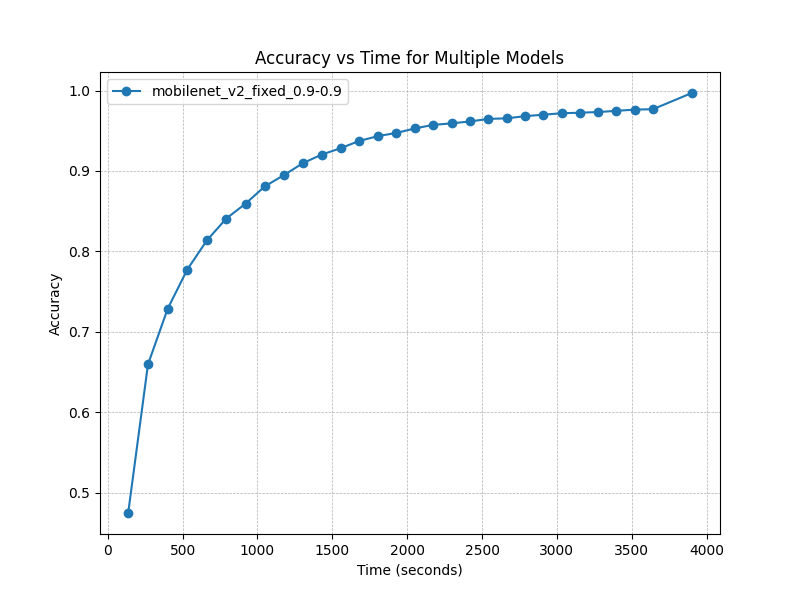 Accuracy vs Time for Multiple Models
mobilenet_v2_fixed_0.9-0.9
1.0
0.9
0.8
0.7
0.6
0.5
Accuracy
0 500 1000 1500 2000 2500 3000 3500 4000
Time (seconds)